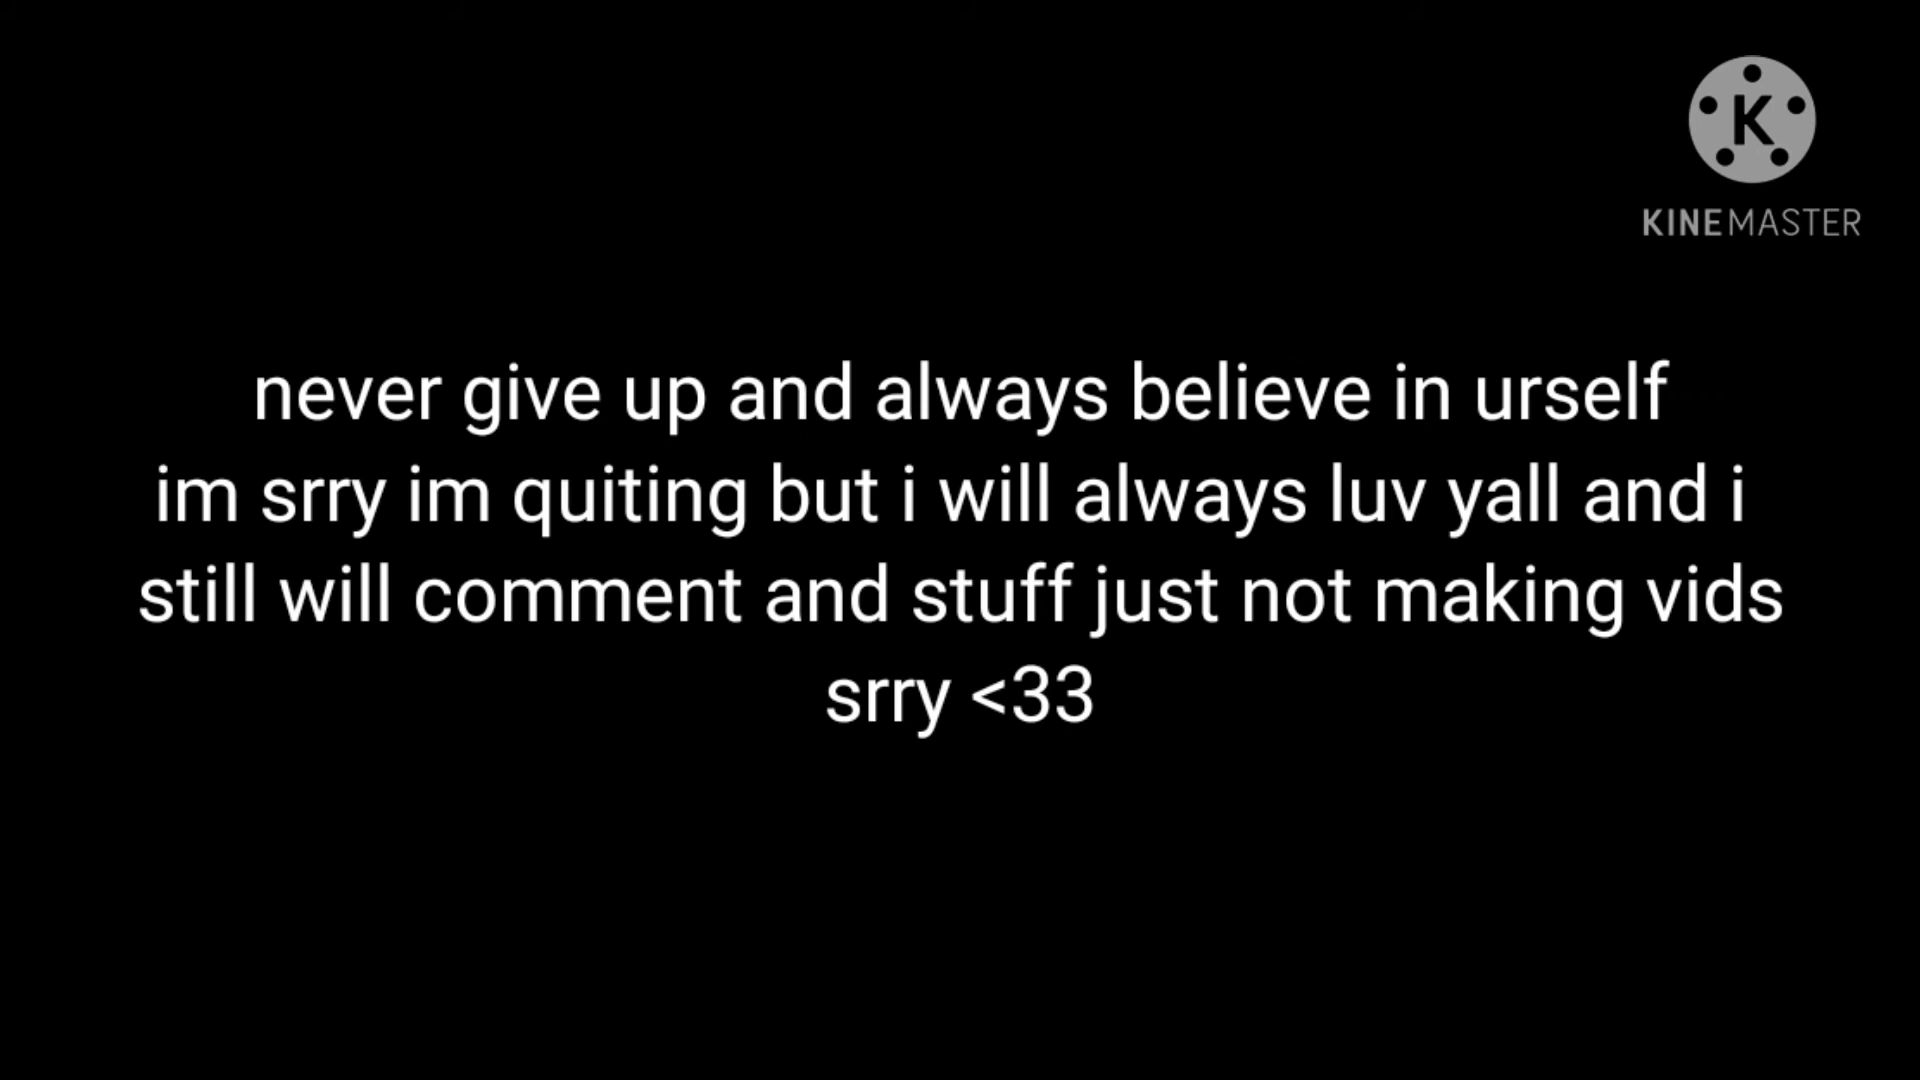 K
KINEMASTER
never give up and always believe in urself
im srry im quiting but i will always luv yall and i
still will comment and stuff just not making vids
srry <33